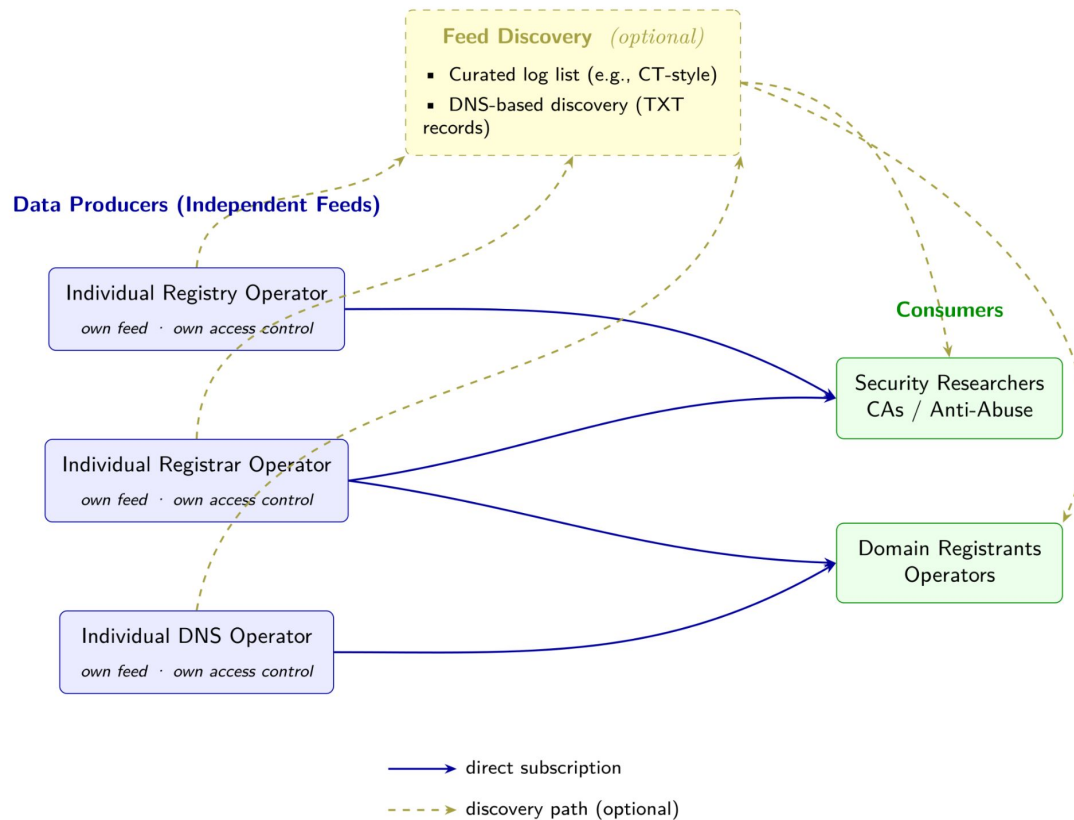 Feed Discovery (optional)
▪ Curated log list (e.g., CT-style)
▪ DNS-based discovery (TXT
records)
Data Producers (Independent Feeds)
Individual Registry Operator
own feed · own access control
Consumers
Security Researchers
CAs / Anti-Abuse
Individual Registrar Operator
own feed · own access control
Domain Registrants
Operators
Individual DNS Operator
own feed · own access control
direct subscription
discovery path (optional)